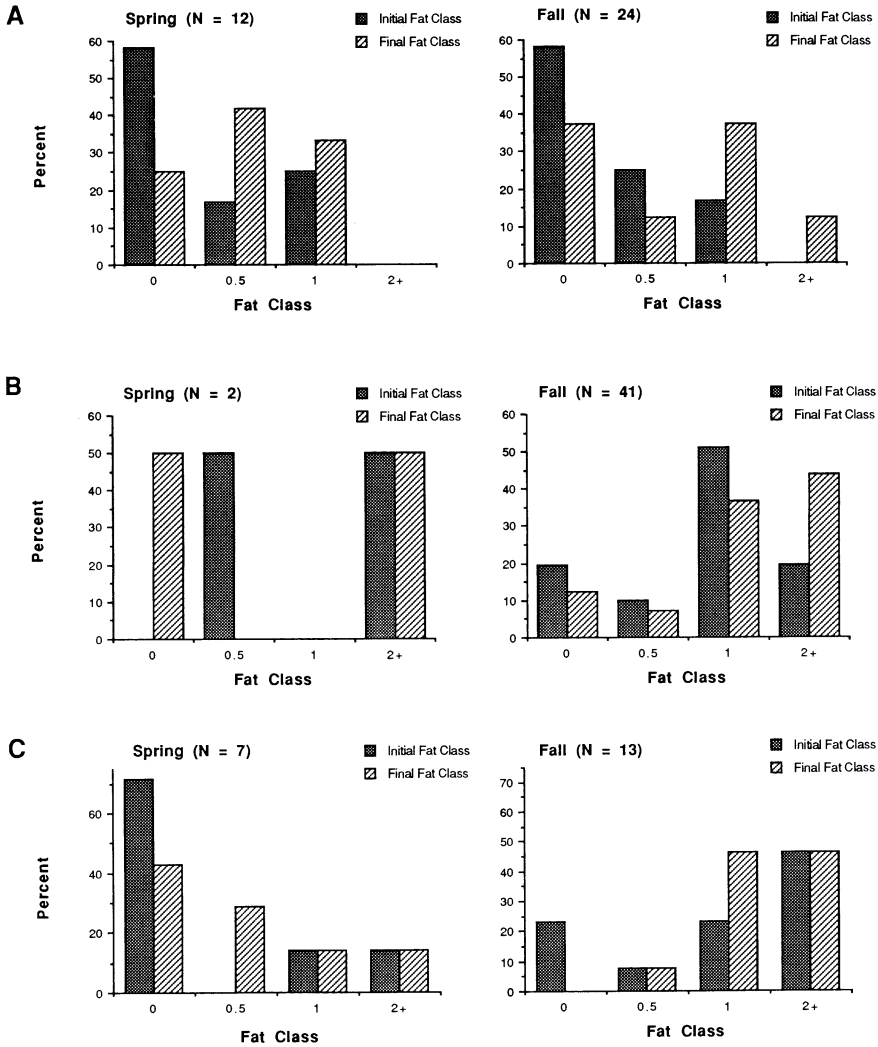 A
Spring (N = 12)
Initial Fat Class
Final Fat Class
Percent
60
50
40
30
20
10
0
0 0.5 1 2+
Fat Class
Fall (N = 24)
Initial Fat Class
Final Fat Class
60
50
40
30
20
10
0
0 0.5 1 2+
Fat Class
B
Spring (N = 2)
Initial Fat Class
Final Fat Class
Percent
60
50
40
30
20
10
0
0 0.5 1 2+
Fat Class
Fall (N = 41)
Initial Fat Class
Final Fat Class
60
50
40
30
20
10
0
0 0.5 1 2+
Fat Class
C
Spring (N = 7)
Initial Fat Class
Final Fat Class
Percent
60
40
20
0
0 0.5 1 2+
Fat Class
Fall (N = 13)
Initial Fat Class
Final Fat Class
70
60
50
40
30
20
10
0
0 0.5 1 2+
Fat Class